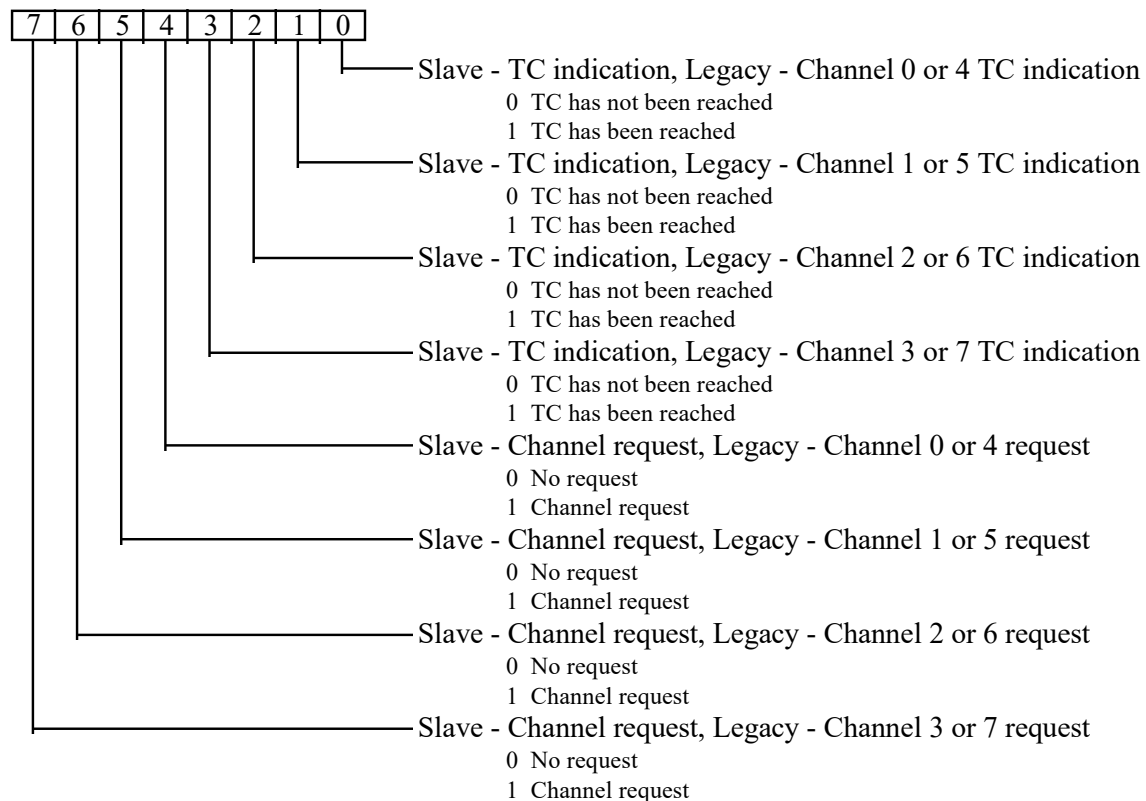 7 6 5 4 3 2 1 0
Slave - TC indication, Legacy - Channel 0 or 4 TC indication
0 TC has not been reached
1 TC has been reached
Slave - TC indication, Legacy - Channel 1 or 5 TC indication
0 TC has not been reached
1 TC has been reached
Slave - TC indication, Legacy - Channel 2 or 6 TC indication
0 TC has not been reached
1 TC has been reached
Slave - TC indication, Legacy - Channel 3 or 7 TC indication
0 TC has not been reached
1 TC has been reached
Slave - Channel request, Legacy - Channel 0 or 4 request
0 No request
1 Channel request
Slave - Channel request, Legacy - Channel 1 or 5 request
0 No request
1 Channel request
Slave - Channel request, Legacy - Channel 2 or 6 request
0 No request
1 Channel request
Slave - Channel request, Legacy - Channel 3 or 7 request
0 No request
1 Channel request